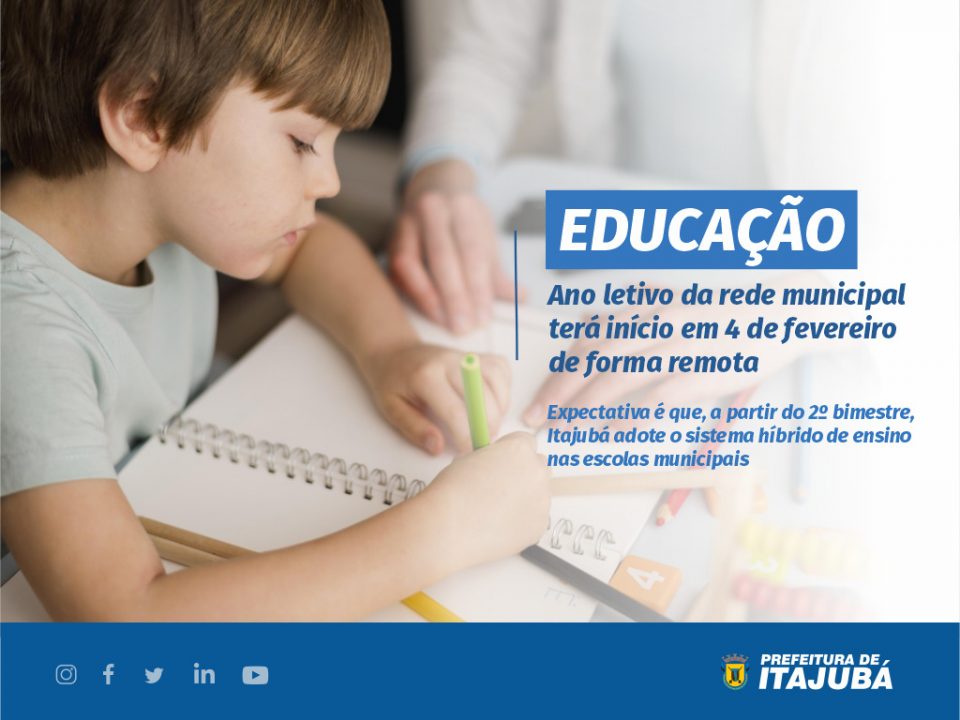 EDUCAÇÃO
Ano letivo da rede municipal
terá início em 4 de fevereiro
de forma remota
Expectativa é que, a partir do 2º bimestre,
Itajubá adote o sistema híbrido de ensino
nas escolas municipais
4
PREFEITURA DE
ITAJUBÁ